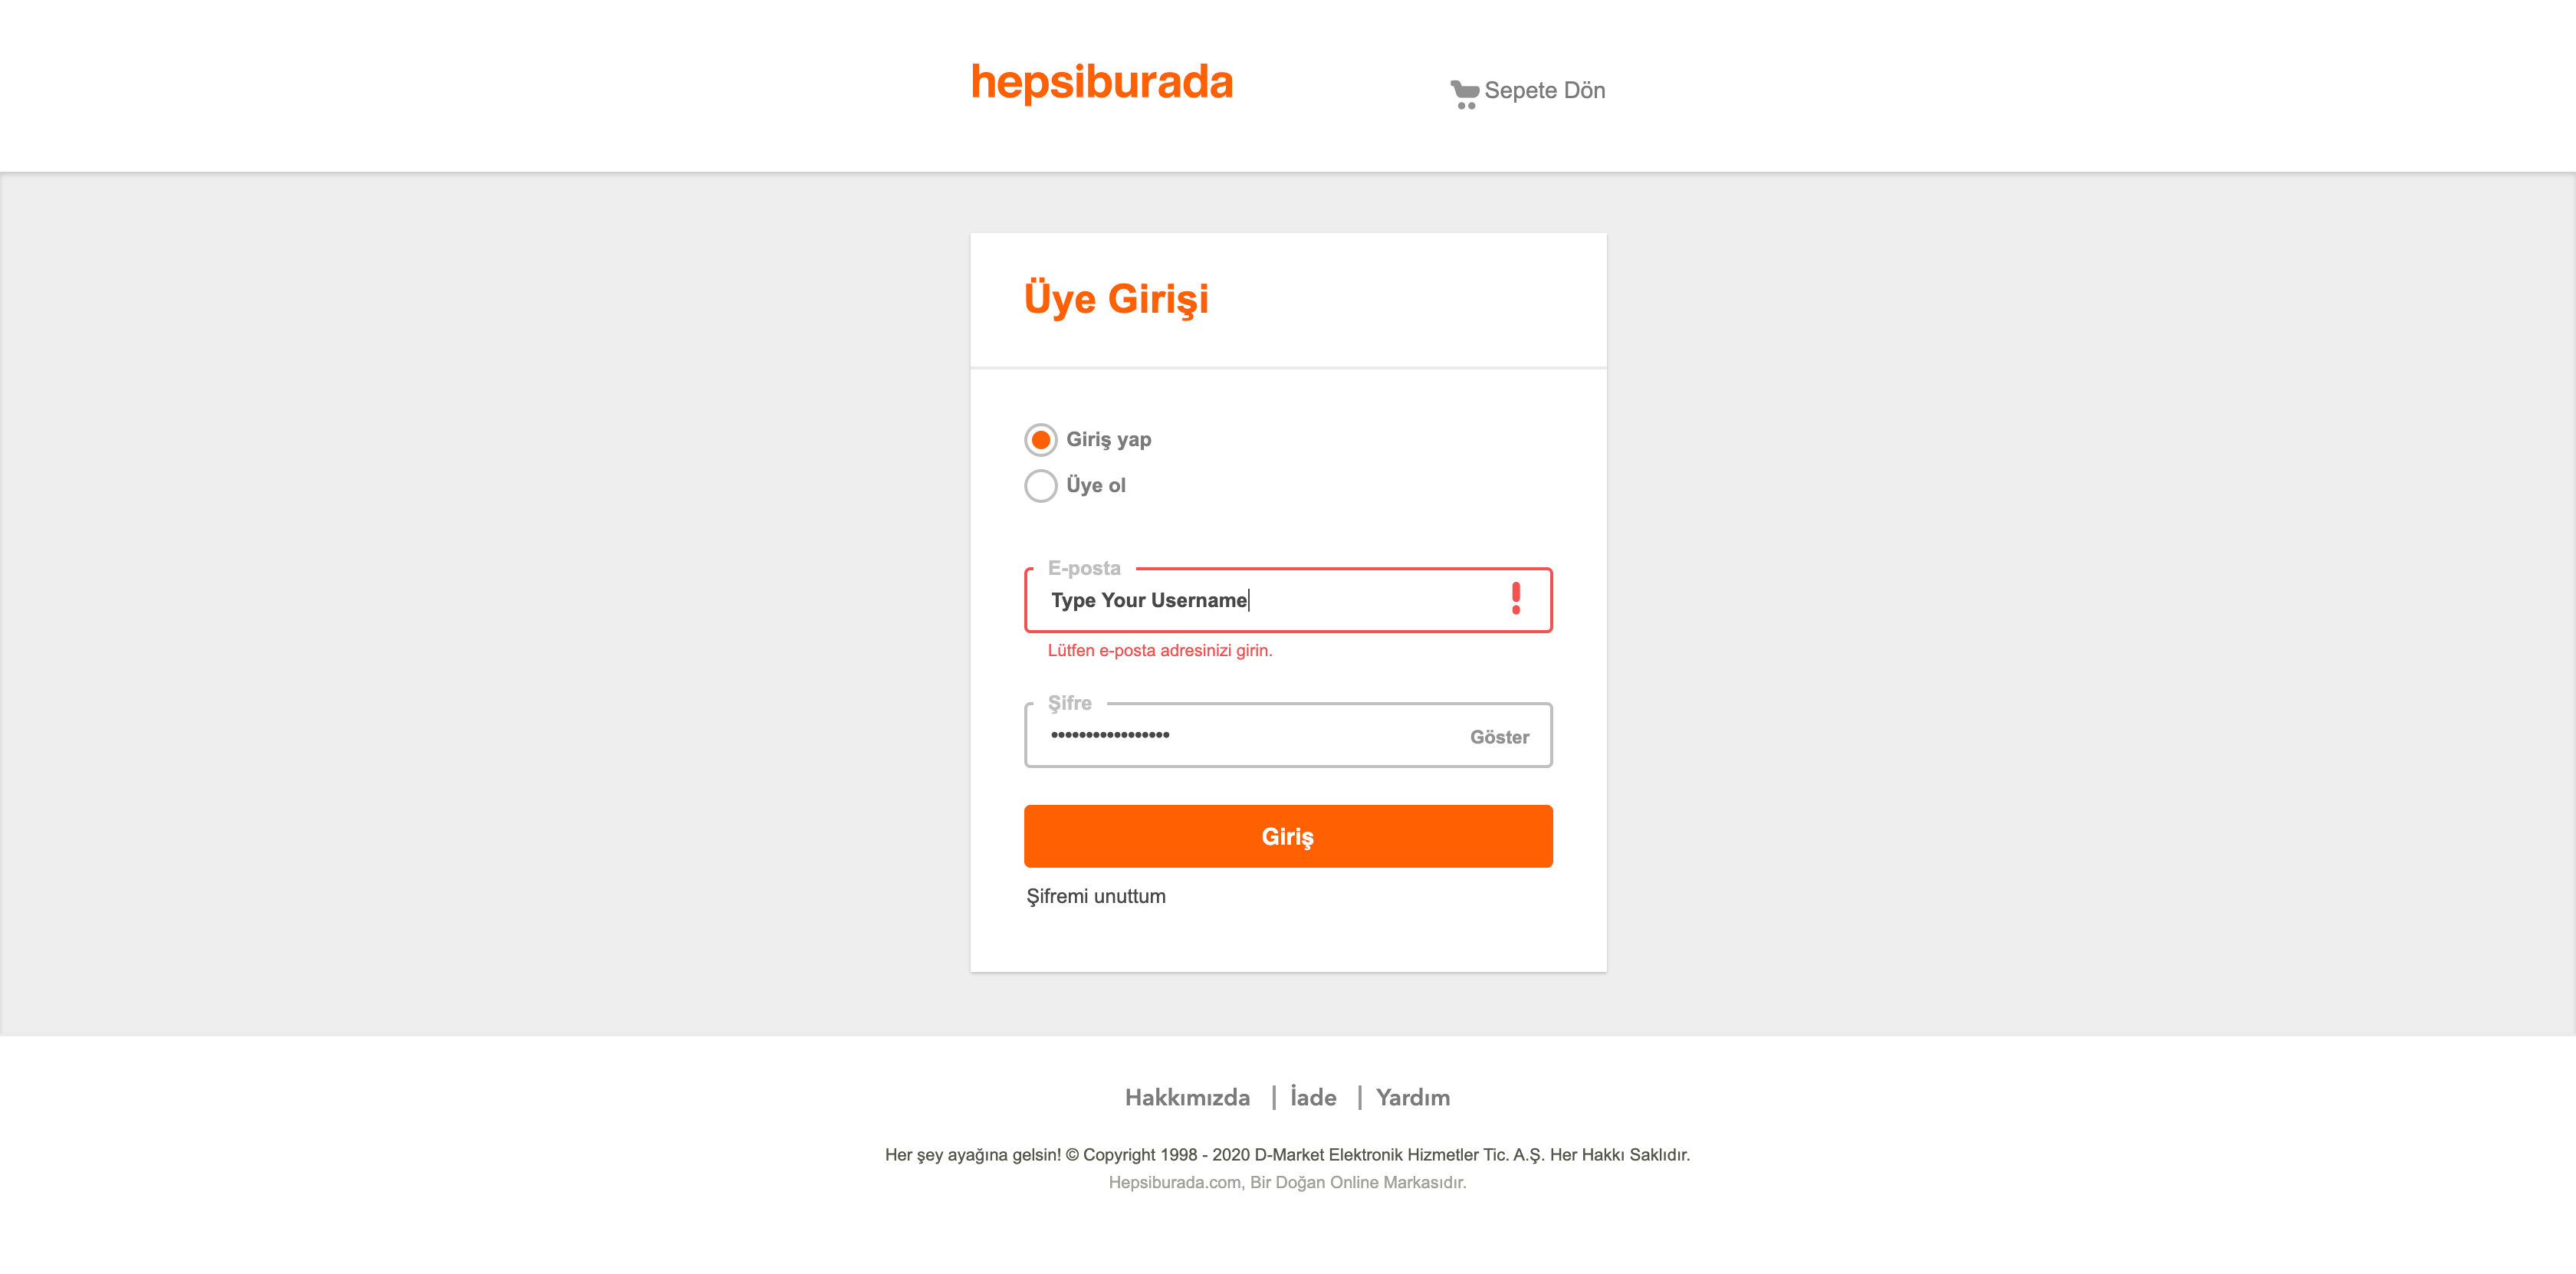 hepsiburada
Sepete Dön
Üye Girişi
Giriş yap
Üye ol
E-posta
Type Your Username
Lütfen e-posta adresinizi girin.
Şifre
•••••••••••••••••
Göster
Giriş
Şifremi unuttum
Hakkımızda | İade | Yardım
Her şey ayağına gelsin! © Copyright 1998 - 2020 D-Market Elektronik Hizmetler Tic. A.Ş. Her Hakkı Saklıdır.
Hepsiburada.com, Bir Doğan Online Markasıdır.